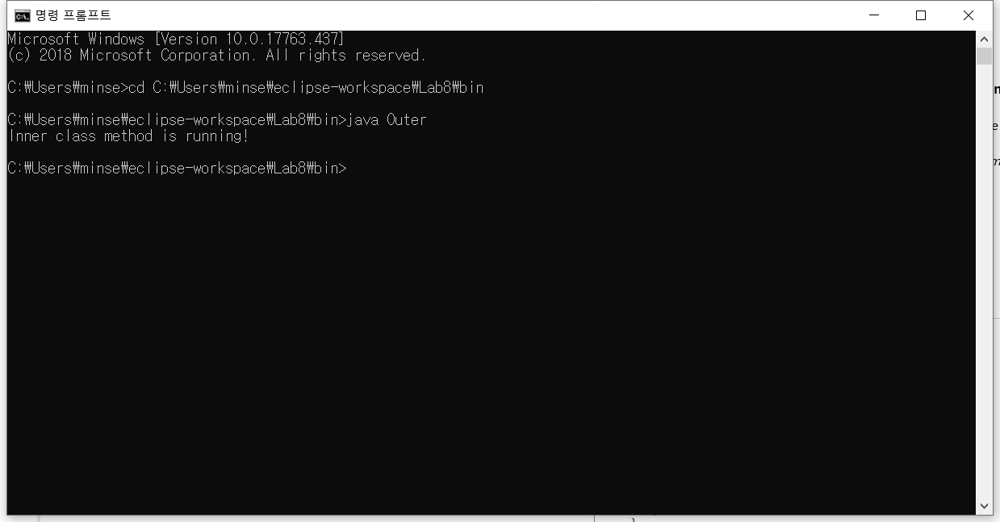 명령 프롬프트
Microsoft Windows [Version 10.0.17763.437]
(c) 2018 Microsoft Corporation. All rights reserved.
C:₩Users₩minse>cd C:₩Users₩minse₩eclipse-workspace₩Lab8₩bin
C:₩Users₩minse₩eclipse-workspace₩Lab8₩bin>java Outer
Inner class method is running!
C:₩Users₩minse₩eclipse-workspace₩Lab8₩bin>